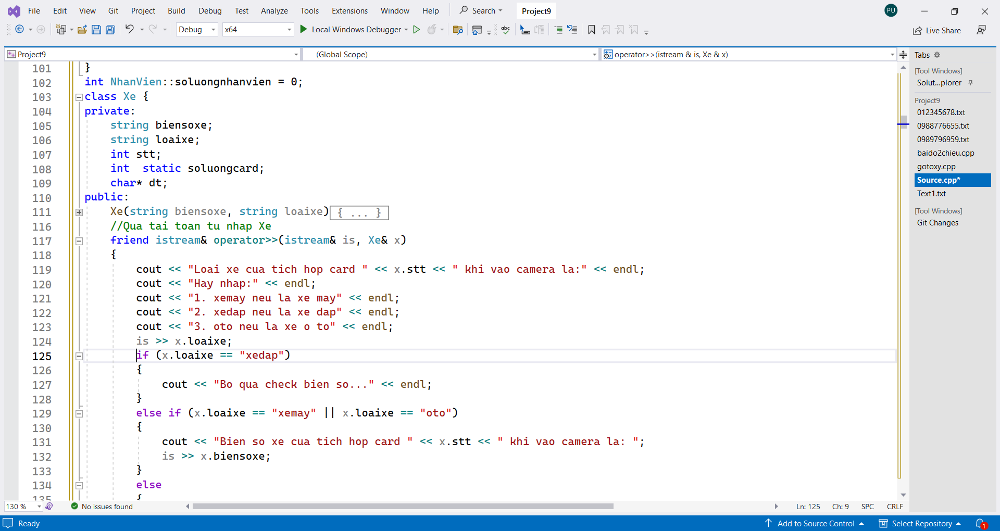 File Edit View Git Project Build Debug Test Analyze Tools Extensions Window Help Search Project9 PU
Debug x64 Local Windows Debugger abc Live Share
Project9 (Global Scope) operator>>(istream & is, Xe & x)
101 }
102 int NhanVien::soluongnhanvien = 0;
103 class Xe {
104 private:
105 string biensoxe;
106 string loaixe;
107 int stt;
108 int  static soluongcard;
109 char* dt;
110 public:
111 Xe(string biensoxe, string loaixe){ ... }
116 //Qua tai toan tu nhap Xe
117 friend istream& operator>>(istream& is, Xe& x)
118 {
119 cout << "Loai xe cua tich hop card " << x.stt << " khi vao camera la:" << endl;
120 cout << "Hay nhap:" << endl;
121 cout << "1. xemay neu la xe may" << endl;
122 cout << "2. xedap neu la xe dap" << endl;
123 cout << "3. oto neu la xe o to" << endl;
124 is >> x.loaixe;
125 if (x.loaixe == "xedap")
126 {
127 cout << "Bo qua check bien so..." << endl;
128 }
129 else if (x.loaixe == "xemay" || x.loaixe == "oto")
130 {
131 cout << "Bien so xe cua tich hop card " << x.stt << " khi vao camera la: ";
132 is >> x.biensoxe;
133 }
134 else
135 {
Tabs
[Tool Windows]
Solut...plorer
Project9
012345678.txt
0988776655.txt
0989796959.txt
baido2chieu.cpp
gotoxy.cpp
Source.cpp*
Text1.txt
[Tool Windows]
Git Changes
130 % No issues found Ln: 125 Ch: 9 SPC CRLF
Ready Add to Source Control Select Repository 1